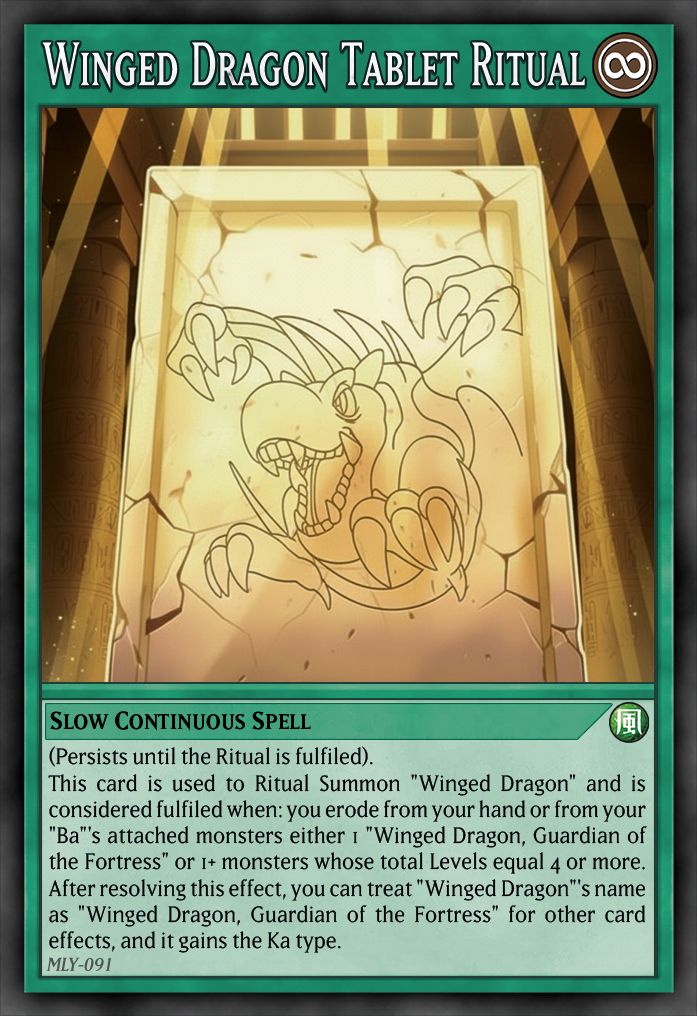 Winged Dragon Tablet Ritual
Slow Continuous Spell
風
(Persists until the Ritual is fulfilled).
This card is used to Ritual Summon "Winged Dragon" and is
considered fulfilled when: you erode from your hand or from your
"Ba"'s attached monsters either 1 "Winged Dragon, Guardian of
the Fortress" or 1+ monsters whose total Levels equal 4 or more.
After resolving this effect, you can treat "Winged Dragon"'s name
as "Winged Dragon, Guardian of the Fortress" for other card
effects, and it gains the Ka type.
MLY-091